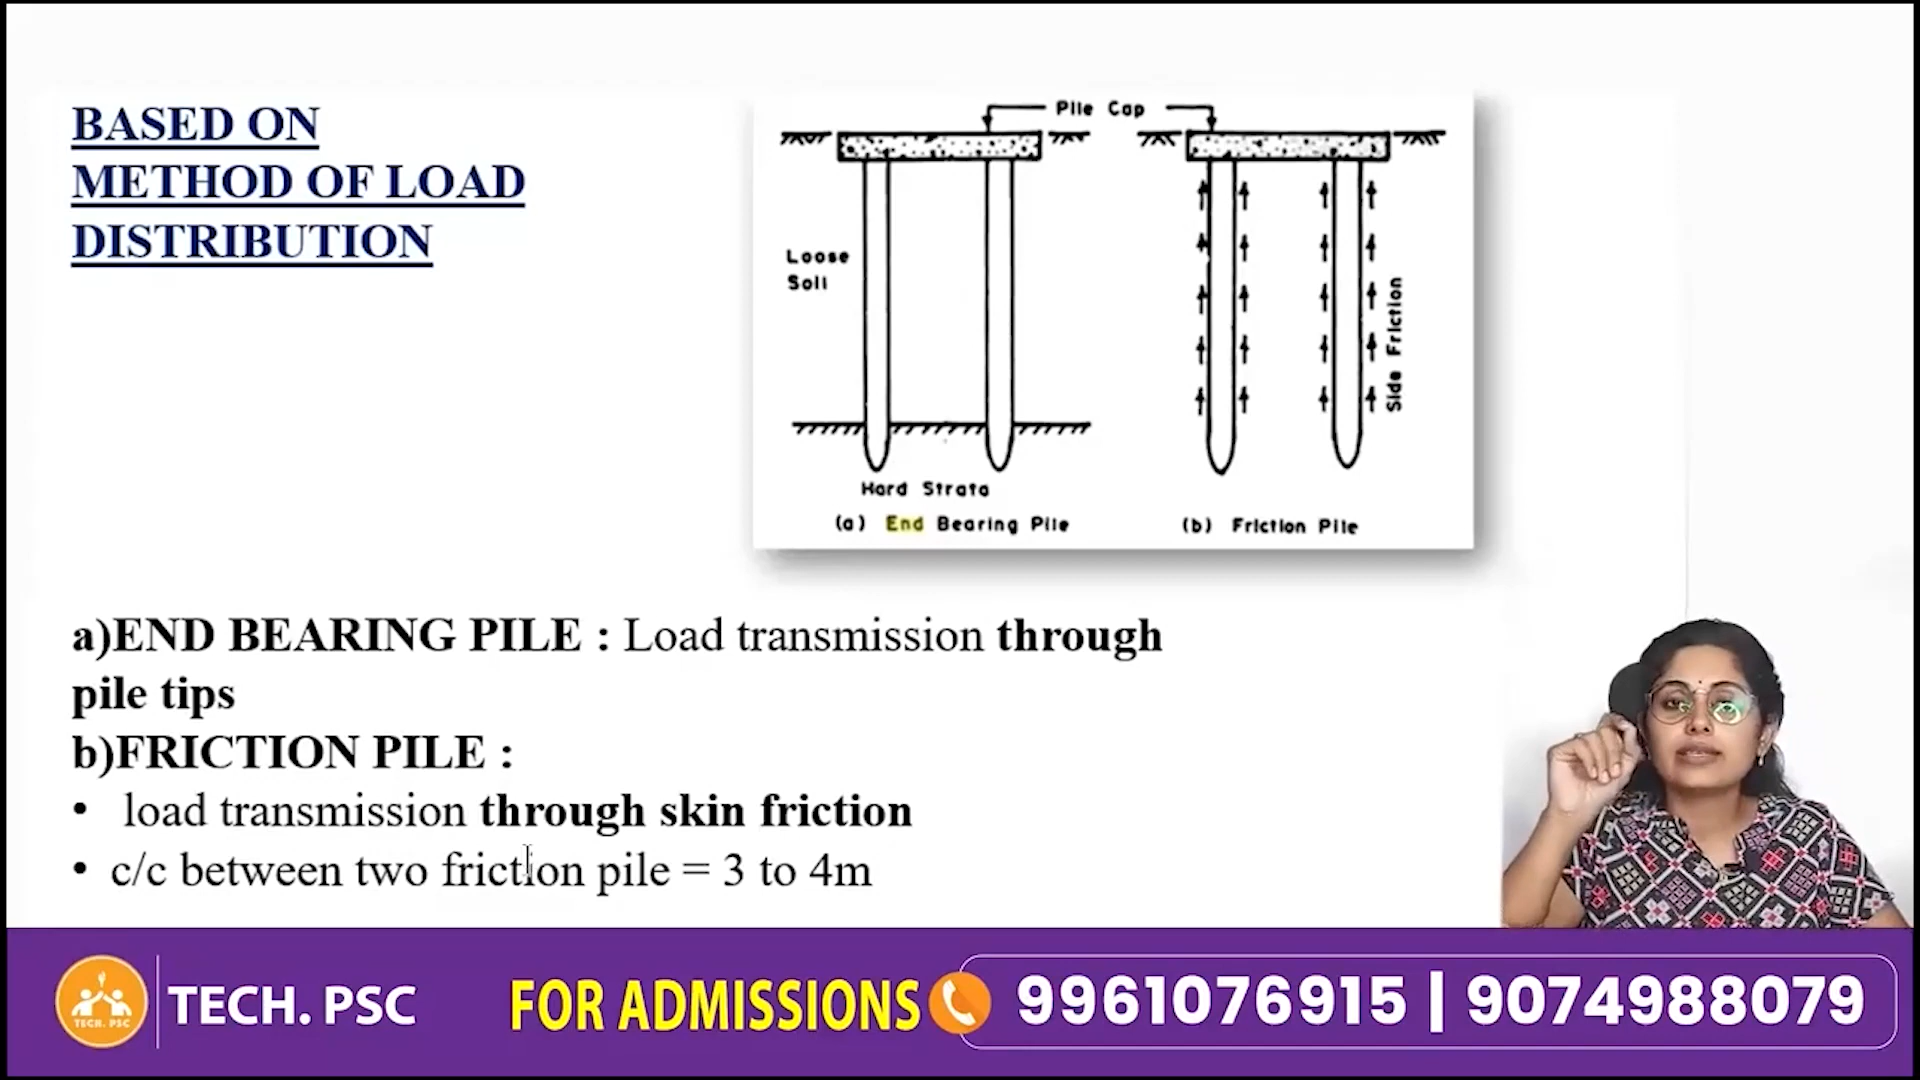 BASED ON
METHOD OF LOAD
DISTRIBUTION
Pile Cap
Loose
Soil
Side Friction
Hard Strata
(a) End Bearing Pile
(b) Friction Pile
a)END BEARING PILE : Load transmission through
pile tips
b)FRICTION PILE :
• load transmission through skin friction
• c/c between two friction pile = 3 to 4m
TECH. PSC
TECH. PSC
FOR ADMISSIONS
9961076915 | 9074988079